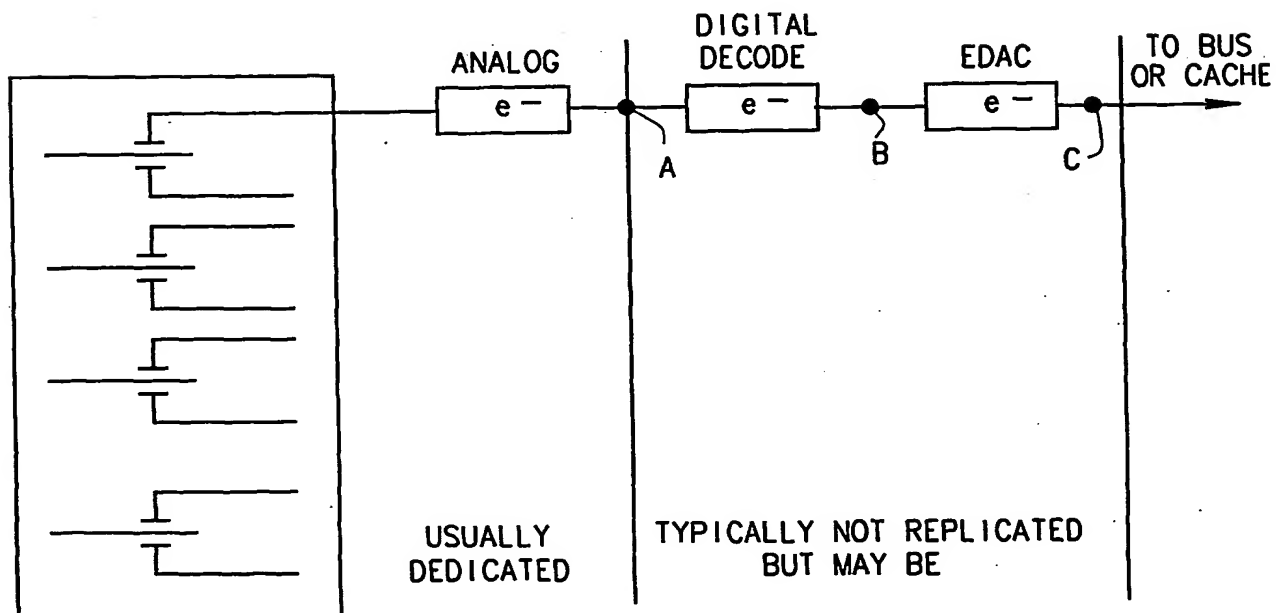 ANALOG
DIGITAL
DECODE
EDAC
TO BUS
OR CACHE
e-
e-
e-
A
B
C
USUALLY
DEDICATED
TYPICALLY NOT REPLICATED
BUT MAY BE